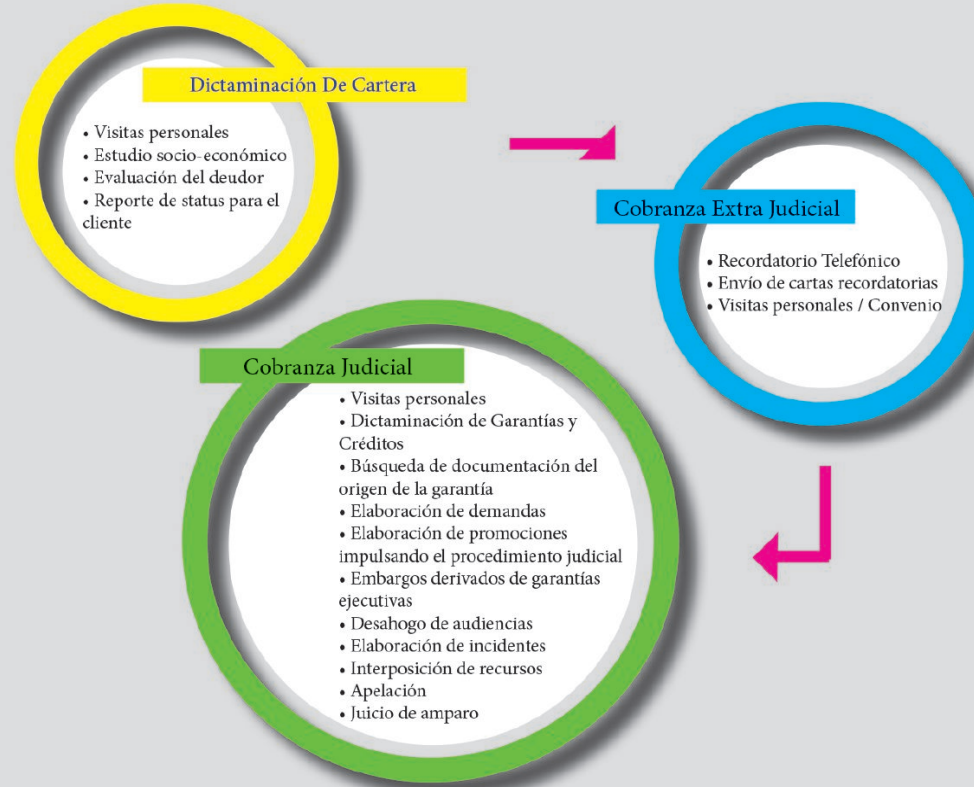 Dictaminación De Cartera
• Visitas personales
• Estudio socio-económico
• Evaluación del deudor
• Reporte de status para el
cliente
Cobranza Extra Judicial
• Recordatorio Telefónico
• Envío de cartas recordatorias
• Visitas personales / Convenio
Cobranza Judicial
• Visitas personales
• Dictaminación de Garantías y
Créditos
• Búsqueda de documentación del
origen de la garantía
• Elaboración de demandas
• Elaboración de promociones
impulsando el procedimiento judicial
• Embargos derivados de garantías
ejecutivas
• Desahogo de audiencias
• Elaboración de incidentes
• Interposición de recursos
• Apelación
• Juicio de amparo